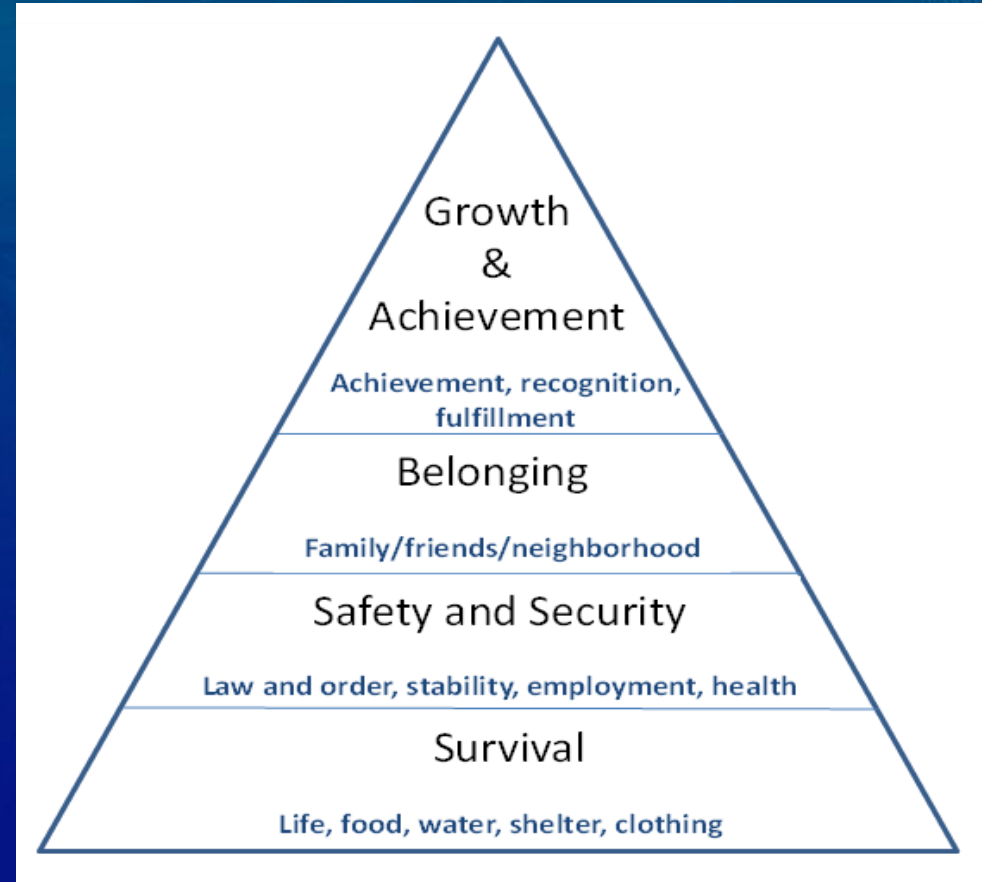 Growth
&
Achievement
Achievement, recognition,
fulfillment
Belonging
Family/friends/neighborhood
Safety and Security
Law and order, stability, employment, health
Survival
Life, food, water, shelter, clothing